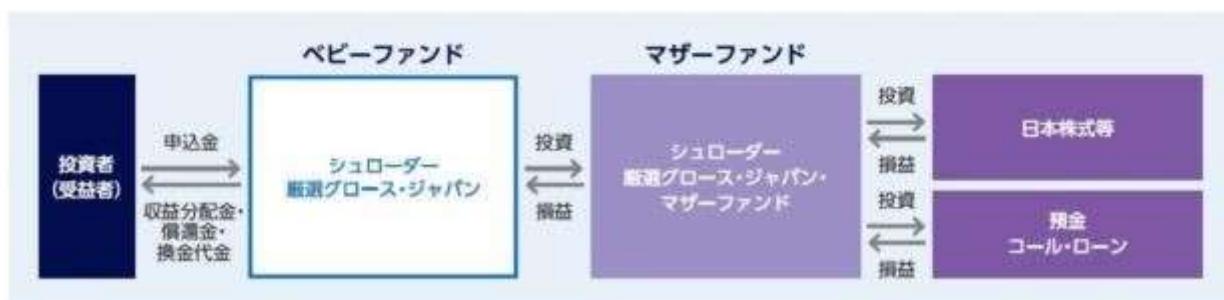 ベビーファンド
マザーファンド
投資者
(受益者)
申込金
収益分配金・
償還金・
換金代金
シュローダー
厳選グロース・ジャパン
投資
損益
シュローダー
厳選グロース・ジャパン・
マザーファンド
投資
損益
日本株式等
投資
損益
預金
コール・ローン